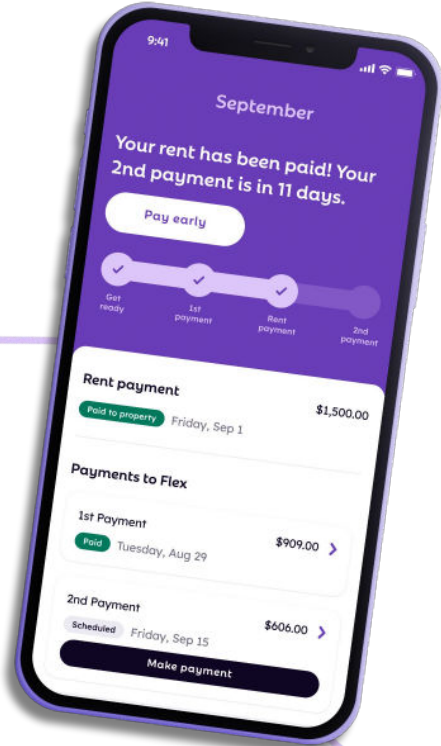 9:41
September
Your rent has been paid! Your
2nd payment is in 11 days.
Pay early
Get
ready
1st
payment
Rent
payment
2nd
payment
Rent payment
$1,500.00
Paid to property Friday, Sep 1
Payments to Flex
1st Payment
$909.00
Paid Tuesday, Aug 29
2nd Payment
$606.00
Scheduled Friday, Sep 15
Make payment